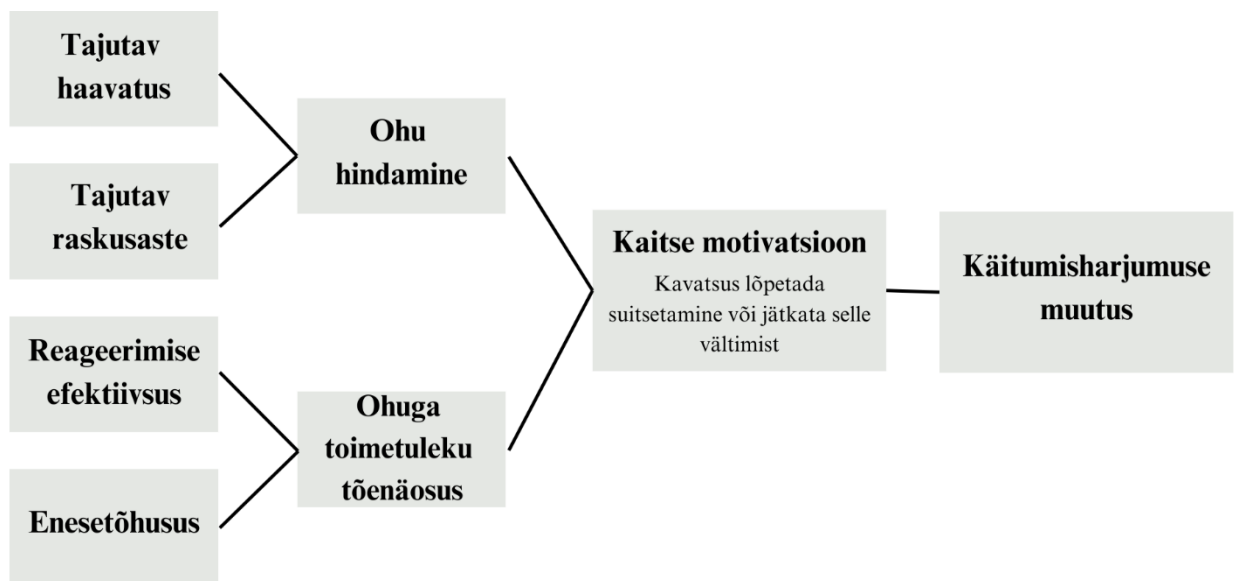 Tajutav
haavatus
Tajutav
raskusaste
Reageerimise
efektiivsus
Enesetõhusus
Ohu
hindamine
Ohuga
toimetuleku
tõenäosus
Kaitse motivatsioon
Kavatsus lõpetada
suitsetamine või jätkata selle
vältimist
Käitumisharjumuse
muutus